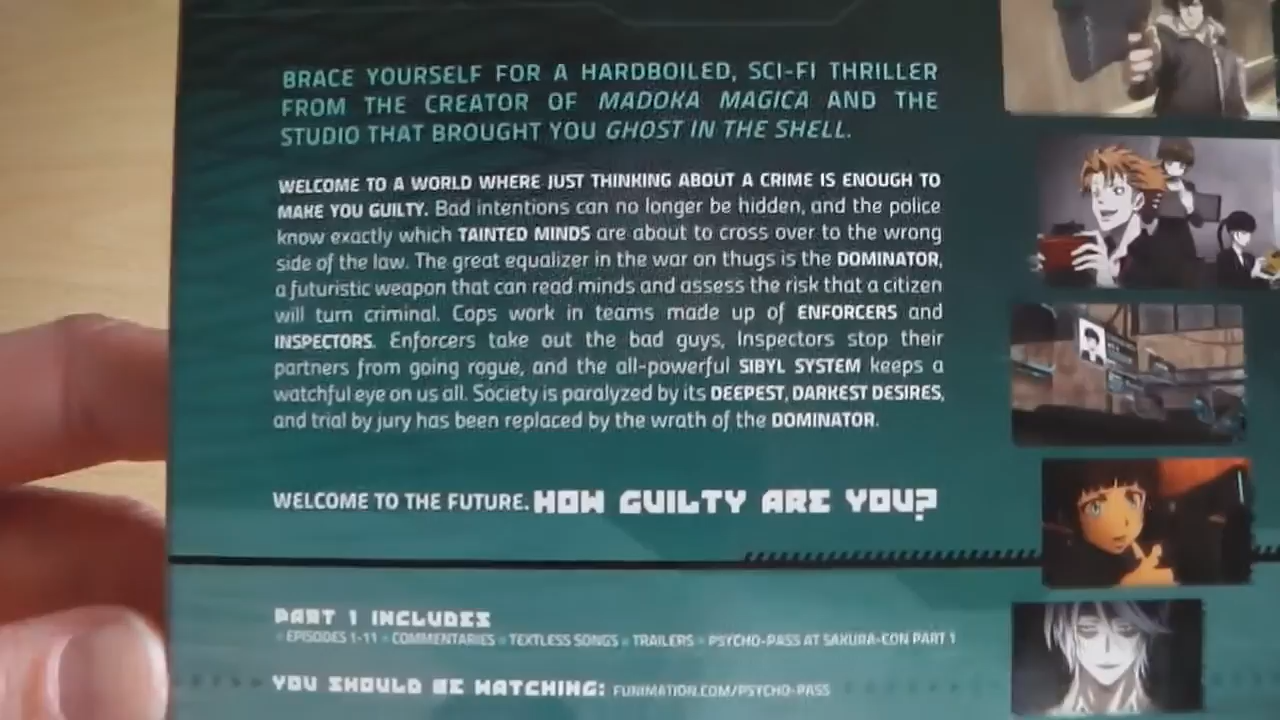 BRACE YOURSELF FOR A HARDBOILED, SCI-FI THRILLER
FROM THE CREATOR OF MADOKA MAGICA AND THE
STUDIO THAT BROUGHT YOU GHOST IN THE SHELL.
WELCOME TO A WORLD WHERE JUST THINKING ABOUT A CRIME IS ENOUGH TO
MAKE YOU GUILTY. Bad intentions can no longer be hidden, and the police
know exactly which TAINTED MINDS are about to cross over to the wrong
side of the law. The great equalizer in the war on thugs is the DOMINATOR,
a futuristic weapon that can read minds and assess the risk that a citizen
will turn criminal. Cops work in teams made up of ENFORCERS and
INSPECTORS. Enforcers take out the bad guys, Inspectors stop their
partners from going rogue, and the all-powerful SIBYL SYSTEM keeps a
watchful eye on us all. Society is paralyzed by its DEEPEST, DARKEST DESIRES,
and trial by jury has been replaced by the wrath of the DOMINATOR.
WELCOME TO THE FUTURE. HOW GUILTY ARE YOU?
PART 1 INCLUDES
• EPISODES 1-11 • COMMENTARIES • TEXTLESS SONGS • TRAILERS • PSYCHO-PASS AT SAKURA-CON PART 1
YOU SHOULD BE WATCHING: FUNIMATION.COM/PSYCHO-PASS